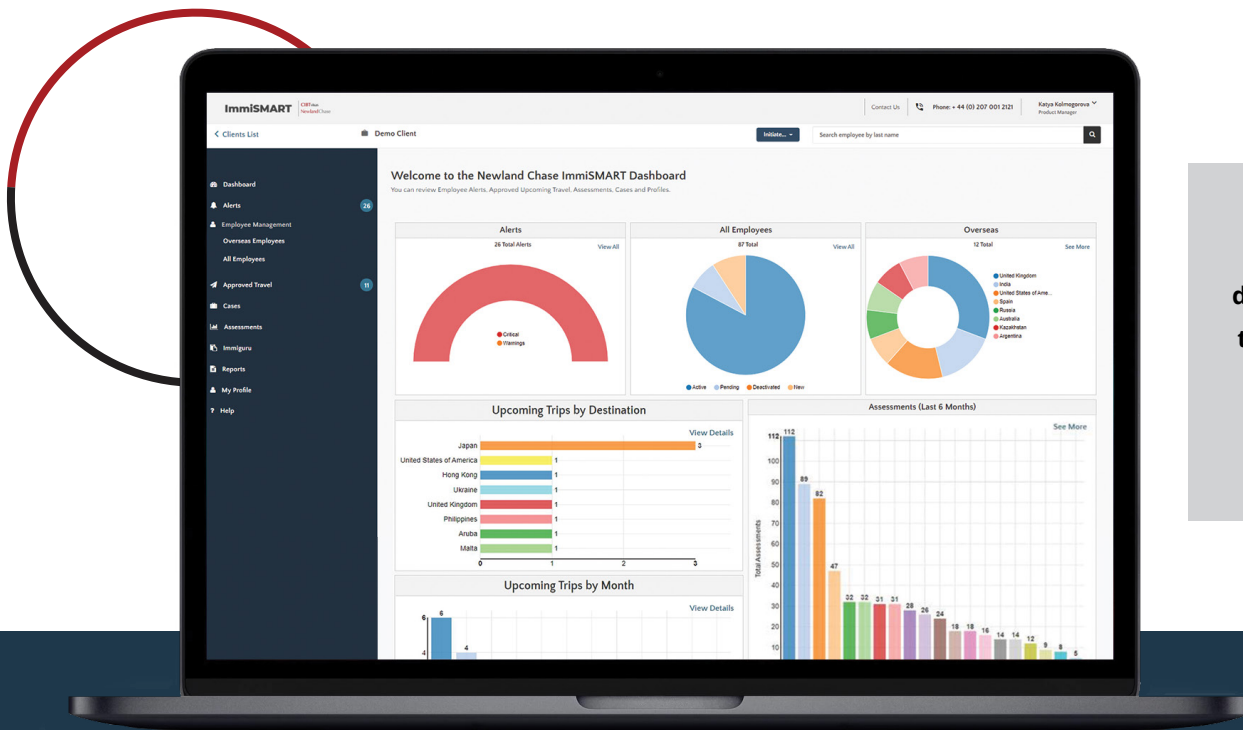 ImmiSMART
CIBTvisas
Newland Chase
Contact Us
Phone: + 44 (0) 207 001 2121
Katya Kolmogorova
Product Manager
Clients List
Demo Client
Initiate...
Search employee by last name
Dashboard
Alerts
26
Employee Management
Overseas Employees
All Employees
Approved Travel
11
Cases
Assessments
Immiguru
Reports
My Profile
? Help
Welcome to the Newland Chase ImmiSMART Dashboard
You can review Employee Alerts. Approved Upcoming Travel. Assessments. Cases and Profiles.
Alerts
26 Total Alerts
View All
Critical
Warnings
All Employees
87 Total
View All
Active
Pending
Deactivated
New
Overseas
12 Total
See More
United Kingdom
India
United States of Ame...
Spain
Russia
Australia
Kazakhstan
Argentina
Upcoming Trips by Destination
View Details
Japan 3
United States of America 1
Hong Kong 1
Ukraine 1
United Kingdom 1
Philippines 1
Aruba 1
Malta 1
0 1 2 3
Upcoming Trips by Month
View Details
6 6
4 4
Assessments (Last 6 Months)
See More
Total Assessments
112
100
90
80
70
60
50
40
30
20
10
112 89 82 47 32 32 31 31 28 26 24 18 18 16 14 14 12 9 8 5
d
t